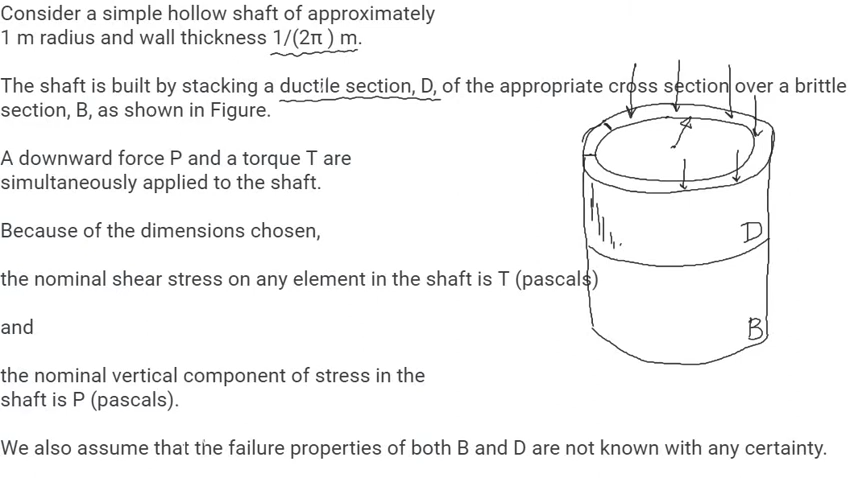 Consider a simple hollow shaft of approximately
1 m radius and wall thickness 1/(2π ) m.
The shaft is built by stacking a ductile section, D, of the appropriate cross section over a brittle
section, B, as shown in Figure.
A downward force P and a torque T are
simultaneously applied to the shaft.
Because of the dimensions chosen,
the nominal shear stress on any element in the shaft is T (pascals)
and
the nominal vertical component of stress in the
shaft is P (pascals).
We also assume that the failure properties of both B and D are not known with any certainty.
D
B